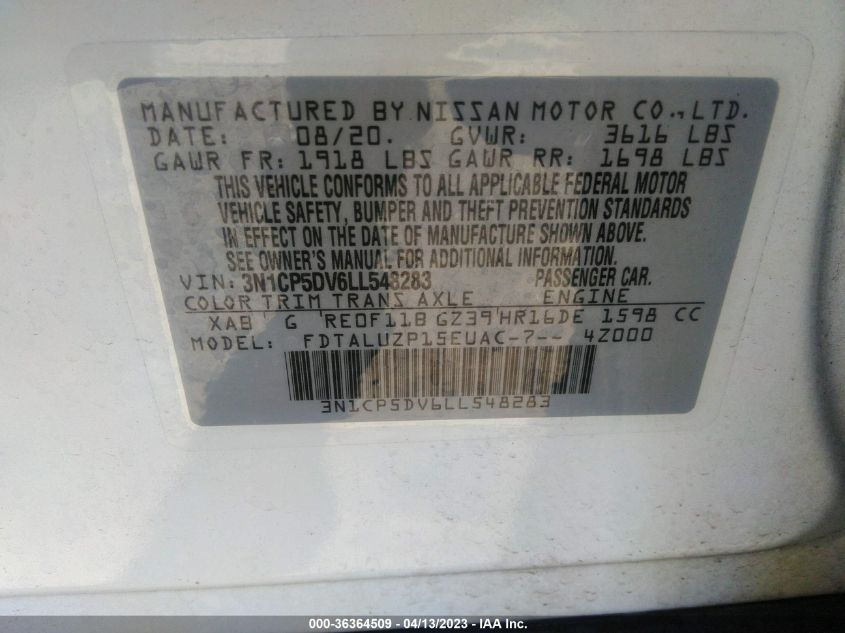 MANUFACTURED BY NISSAN MOTOR CO., LTD.
DATE: 08/20. GVWR: 3616 LBS
GAWR FR: 1918 LBS GAWR RR: 1698 LBS
THIS VEHICLE CONFORMS TO ALL APPLICABLE FEDERAL MOTOR
VEHICLE SAFETY, BUMPER AND THEFT PREVENTION STANDARDS
IN EFFECT ON THE DATE OF MANUFACTURE SHOWN ABOVE.
SEE OWNER'S MANUAL FOR ADDITIONAL INFORMATION.
VIN: 3N1CP5DV6LL548283 PASSENGER CAR.
COLOR TRIM TRANS AXLE ENGINE
XAB G RE0F11B GZ39 HR16DE 1598 CC
MODEL: FDTALUZP15EUAC-7-- 4Z000
3N1CP5DV6LL548283
000-36364509 - 04/13/2023 - IAA Inc.